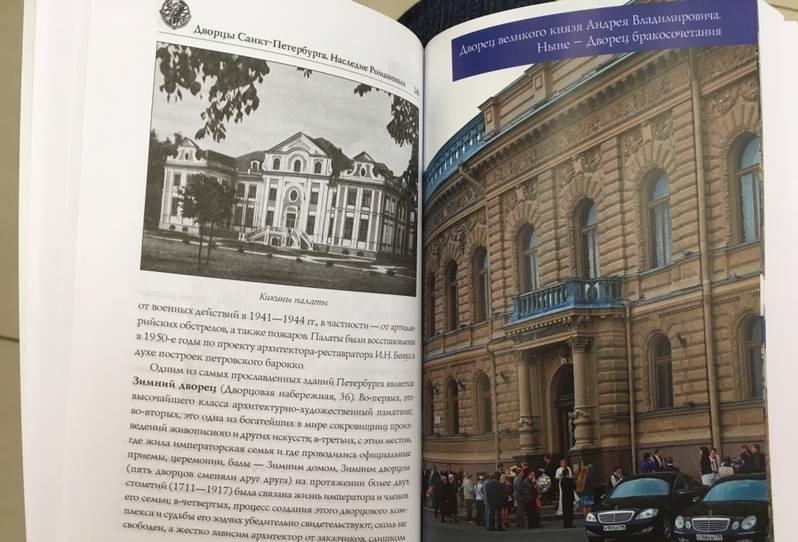 Дворцы Санкт-Петербурга. Наследие Романовых
Кикины палаты
от военных действий в 1941—1944 гг., в частности — от артилле-
рийских обстрелов, а также пожаров. Палаты были восстановлены
в 1950-е годы по проекту архитектора-реставратора И.Н. Бенуа в
духе построек петровского барокко.
Одним из самых прославленных зданий Петербурга является
Зимний дворец (Дворцовая набережная, 36). Во-первых, это
высочайшего класса архитектурно-художественный памятник;
во-вторых, это одна из богатейших в мире сокровищниц произ-
ведений живописного и других искусств; в-третьих, с этим местом,
где жила императорская семья и где проводились официальные
приемы, церемонии, балы — Зимним домом, Зимним дворцом
(пять дворцов сменяли друг друга) на протяжении более двух
столетий (1711—1917) была связана жизнь императора и членов
его семьи; в-четвертых, процесс создания этого дворцового ком-
плекса и судьбы его зодчих убедительно свидетельствуют, сколь не
свободен, а жестко зависим архитектор от заказчиков, слишком
Дворец великого князя Андрея Владимировича.
Ныне — Дворец бракосочетания